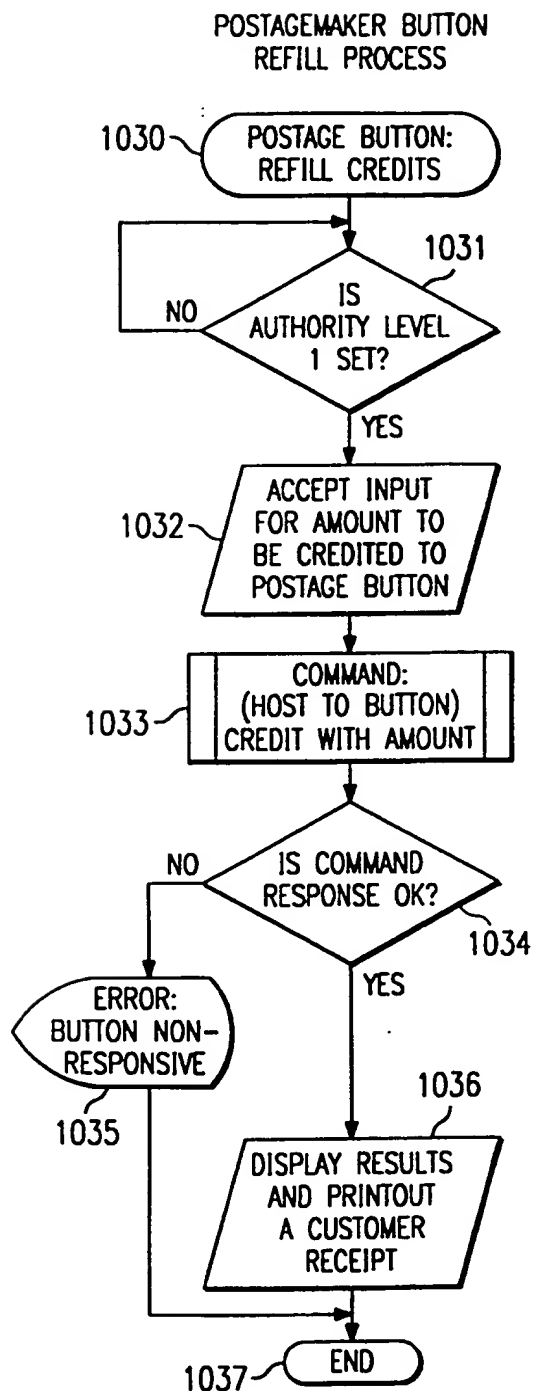 POSTAGEMAKER BUTTON
REFILL PROCESS
1030
POSTAGE BUTTON:
REFILL CREDITS
1031
NO
IS
AUTHORITY LEVEL
1 SET?
YES
1032
ACCEPT INPUT
FOR AMOUNT TO
BE CREDITED TO
POSTAGE BUTTON
1033
COMMAND:
(HOST TO BUTTON)
CREDIT WITH AMOUNT
NO
IS COMMAND
RESPONSE OK?
1034
YES
ERROR:
BUTTON NON-
RESPONSIVE
1035
1036
DISPLAY RESULTS
AND PRINTOUT
A CUSTOMER
RECEIPT
END
1037